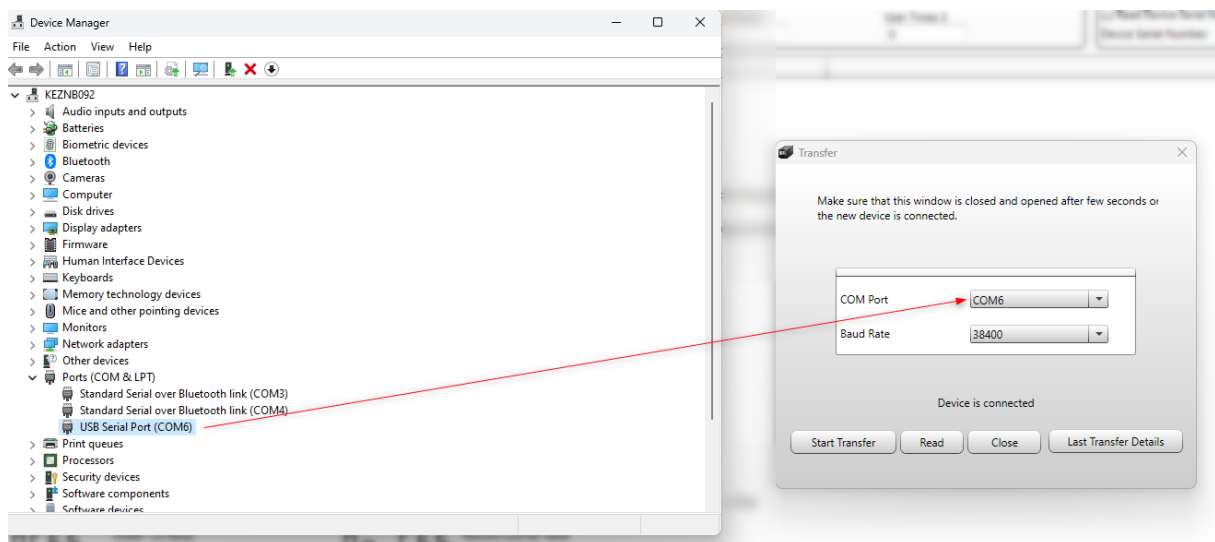 Device Manager
File Action View Help
KEZNB092
Audio inputs and outputs
Batteries
Biometric devices
Bluetooth
Cameras
Computer
Disk drives
Display adapters
Firmware
Human Interface Devices
Keyboards
Memory technology devices
Mice and other pointing devices
Monitors
Network adapters
Other devices
Ports (COM & LPT)
Standard Serial over Bluetooth link (COM3)
Standard Serial over Bluetooth link (COM4)
USB Serial Port (COM6)
Print queues
Processors
Security devices
Software components
Software devices
Device Serial Number
Transfer
Make sure that this window is closed and opened after few seconds or
the new device is connected.
COM Port COM6
Baud Rate 38400
Device is connected
Start Transfer Read Close Last Transfer Details